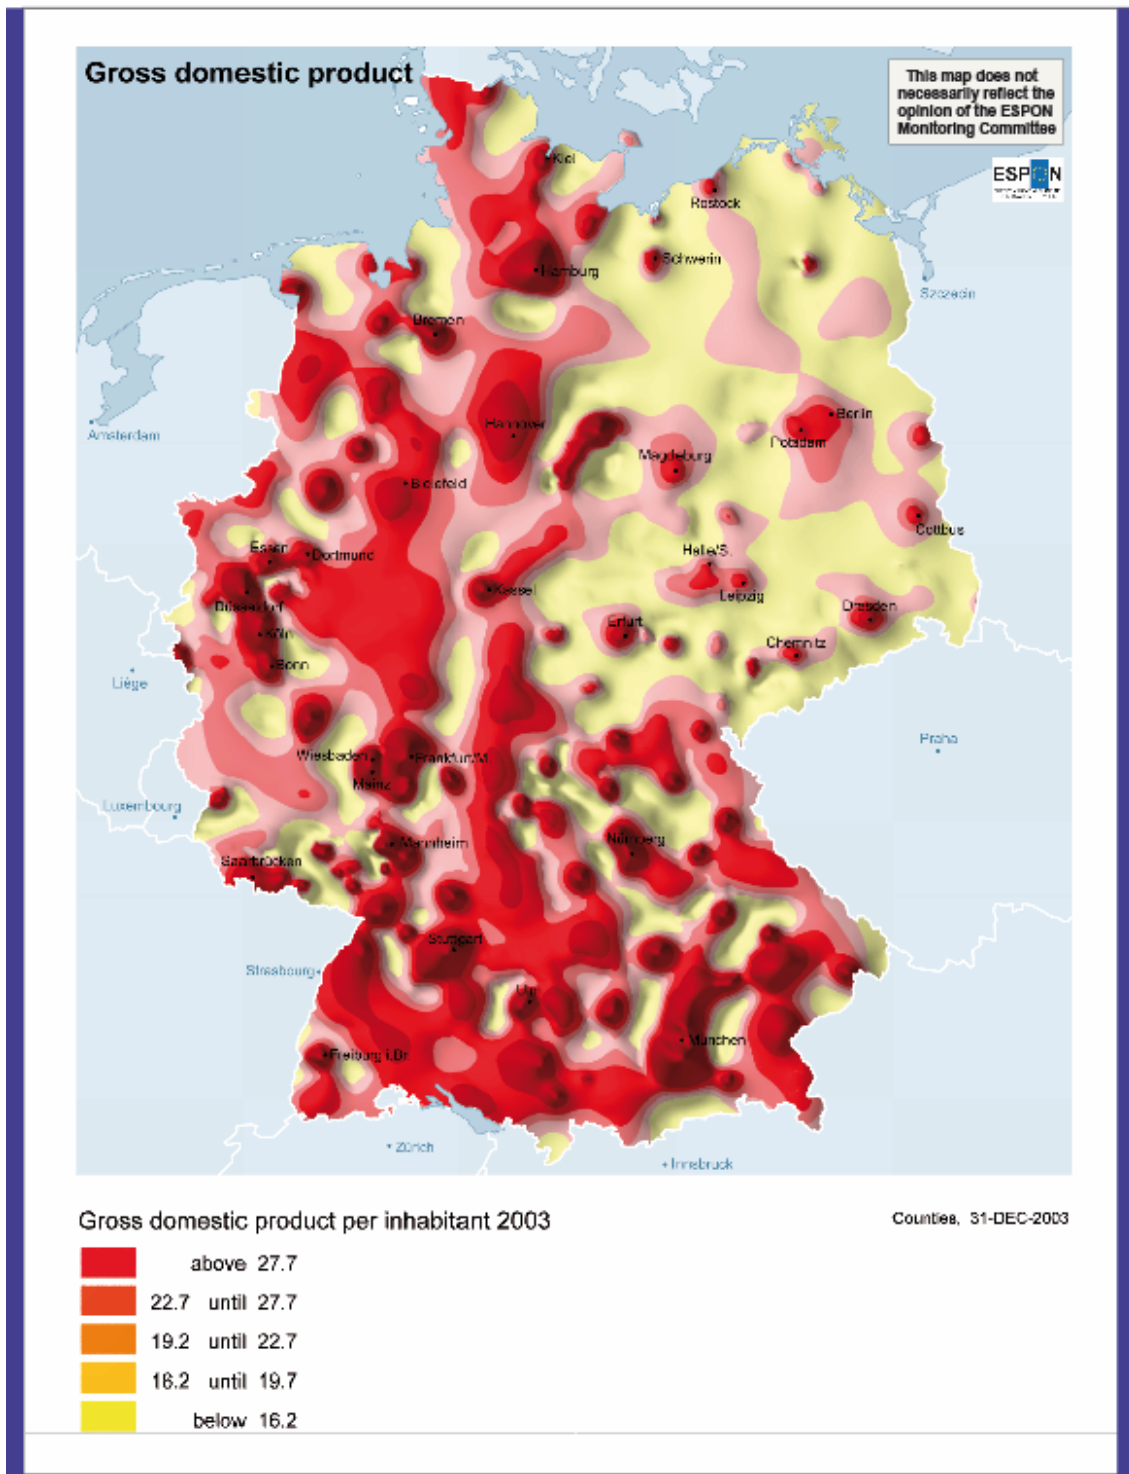 Gross domestic product
This map does not
necessarily reflect the
opinion of the ESPON
Monitoring Committee
ESPON
Kiel
Rostock
Schwerin
Hamburg
Szczecin
Bremen
Amsterdam
Hannover
Berlin
Potsdam
Magdeburg
Bielefeld
Cottbus
Essen
Dortmund
Halle/S.
Leipzig
Kassel
Düsseldorf
Dresden
Erfurt
Köln
Chemnitz
Bonn
Liège
Praha
Wiesbaden
Frankfurt/M.
Mainz
Luxembourg
Mannheim
Nürnberg
Saarbrücken
Stuttgart
Strasbourg
Ulm
München
Freiburg i.Br
Zürich
Innsbruck
Gross domestic product per inhabitant 2003
Counties, 31-DEC-2003
above 27.7
22.7 until 27.7
19.2 until 22.7
16.2 until 19.7
below 16.2